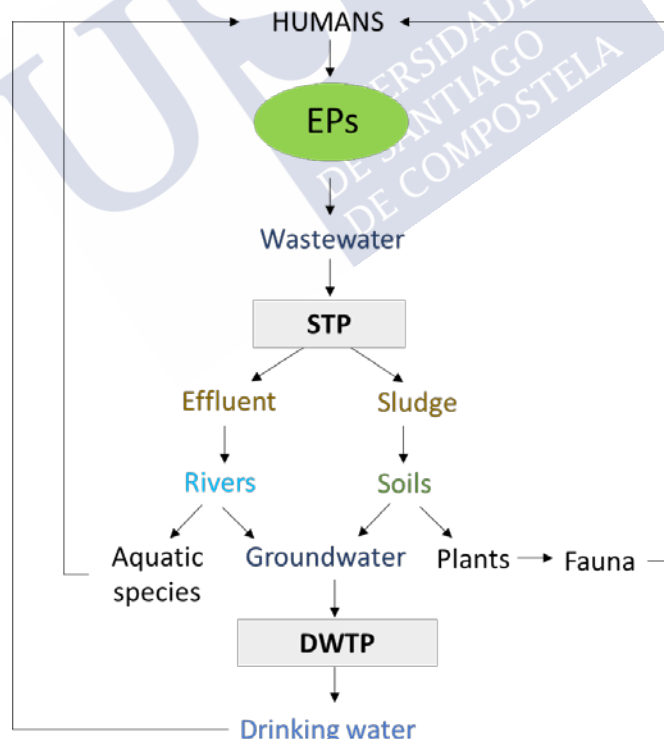 HUMANS
EPs
UNIVERSIDADE
DE SANTIAGO
DE COMPOSTELA
Wastewater
STP
Effluent
Sludge
Rivers
Soils
Aquatic
species
Groundwater
Plants
Fauna
DWTP
Drinking water